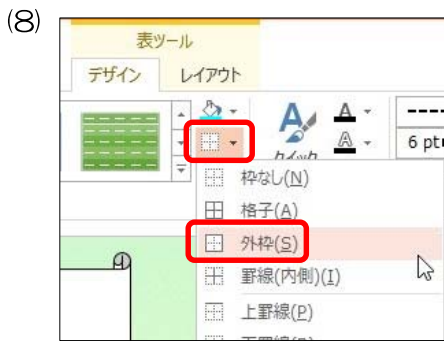 (8)
表ツール
デザイン レイアウト
A A
A
6 pt
枠なし(N)
格子(A)
外枠(S)
罫線(内側)(I)
上罫線(P)